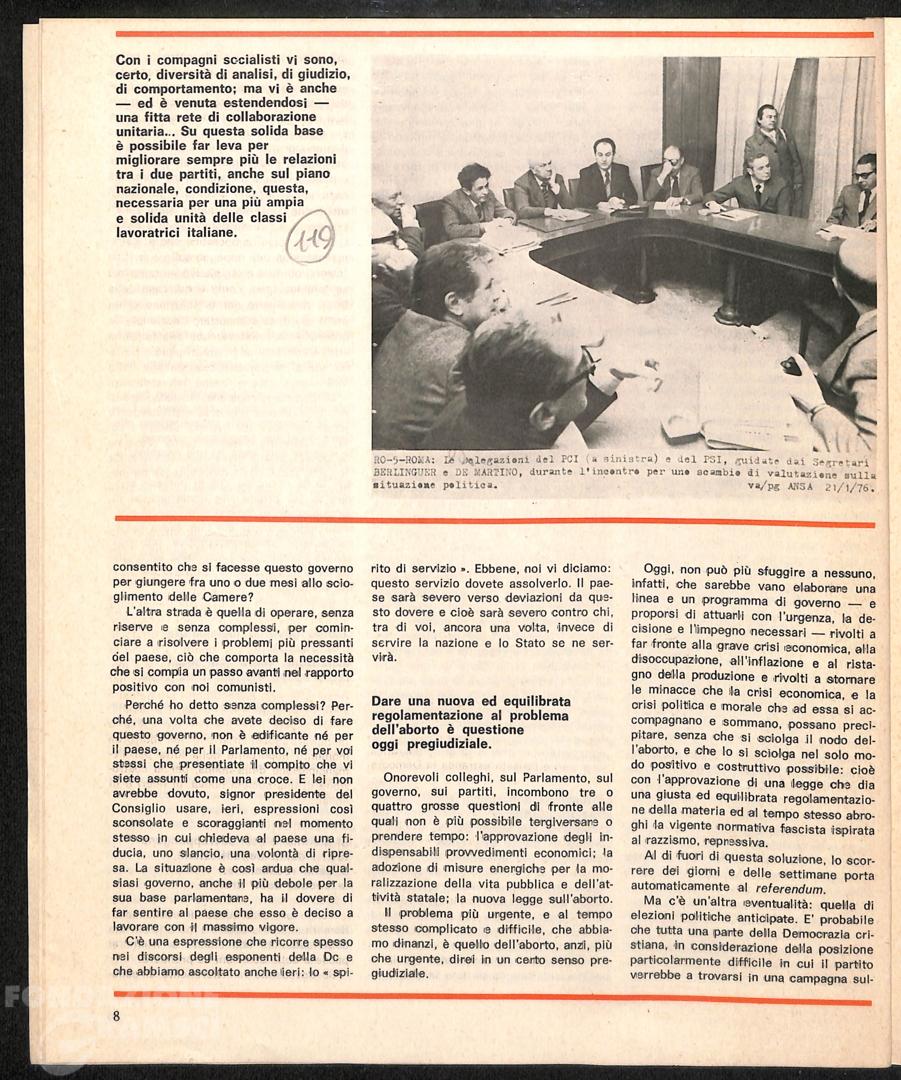 Con i compagni socialisti vi sono,
certo, diversità di analisi, di giudizio,
di comportamento; ma vi è anche
— ed è venuta estendendosi —
una fitta rete di collaborazione
unitaria... Su questa solida base
è possibile far leva per
migliorare sempre più le relazioni
tra i due partiti, anche sul piano
nazionale, condizione, questa,
necessaria per una più ampia
e solida unità delle classi
lavoratrici italiane.
119
RO-5-ROMA: Le Delegazioni del PCI (a sinistra) e del PSI, guidate dai Segretari
BERLINGUER e DE MARTINO, durante l'incontro per uno scambio di valutazione sulla
situazione politica. va/pg ANSA 21/1/76.
consentito che si facesse questo governo
per giungere fra uno o due mesi allo scio-
glimento delle Camere?
L'altra strada è quella di operare, senza
riserve e senza complessi, per comin-
ciare a risolvere i problemi più pressanti
del paese, ciò che comporta la necessità
che si compia un passo avanti nel rapporto
positivo con noi comunisti.
Perché ho detto senza complessi? Per-
ché, una volta che avete deciso di fare
questo governo, non è edificante né per
il paese, né per il Parlamento, né per voi
stessi che presentiate il compito che vi
siete assunti come una croce. E lei non
avrebbe dovuto, signor presidente del
Consiglio usare, ieri, espressioni così
sconsolate e scoraggianti nel momento
stesso in cui chiedeva al paese una fi-
ducia, uno slancio, una volontà di ripre-
sa. La situazione è così ardua che qual-
siasi governo, anche il più debole per la
sua base parlamentare, ha il dovere di
far sentire al paese che esso è deciso a
lavorare con il massimo vigore.
C'è una espressione che ricorre spesso
nei discorsi degli esponenti della Dc e
che abbiamo ascoltato anche ieri: lo « spi-
rito di servizio ». Ebbene, noi vi diciamo:
questo servizio dovete assolverlo. Il pae-
se sarà severo verso deviazioni da que-
sto dovere e cioè sarà severo contro chi,
tra di voi, ancora una volta, invece di
servire la nazione e lo Stato se ne ser-
virà.
Dare una nuova ed equilibrata
regolamentazione al problema
dell'aborto è questione
oggi pregiudiziale.
Onorevoli colleghi, sul Parlamento, sul
governo, sui partiti, incombono tre o
quattro grosse questioni di fronte alle
quali non è più possibile tergiversare o
prendere tempo: l'approvazione degli in-
dispensabili provvedimenti economici; la
adozione di misure energiche per la mo-
ralizzazione della vita pubblica e dell'at-
tività statale; la nuova legge sull'aborto.
Il problema più urgente, e al tempo
stesso complicato e difficile, che abbia-
mo dinanzi, è quello dell'aborto, anzi, più
che urgente, direi in un certo senso pre-
giudiziale.
Oggi, non può più sfuggire a nessuno,
infatti, che sarebbe vano elaborare una
linea e un programma di governo — e
proporsi di attuarli con l'urgenza, la de-
cisione e l'impegno necessari — rivolti a
far fronte alla grave crisi economica, alla
disoccupazione, all'inflazione e al rista-
gno della produzione e rivolti a stornare
le minacce che la crisi economica, e la
crisi politica e morale che ad essa si ac-
compagnano e sommano, possano preci-
pitare, senza che si sciolga il nodo del-
l'aborto, e che lo si sciolga nel solo mo-
do positivo e costruttivo possibile: cioè
con l'approvazione di una legge che dia
una giusta ed equilibrata regolamentazio-
ne della materia ed al tempo stesso abro-
ghi la vigente normativa fascista ispirata
al razzismo, repressiva.
Al di fuori di questa soluzione, lo scor-
rere dei giorni e delle settimane porta
automaticamente al referendum.
Ma c'è un'altra eventualità: quella di
elezioni politiche anticipate. E' probabile
che tutta una parte della Democrazia cri-
stiana, in considerazione della posizione
particolarmente difficile in cui il partito
verrebbe a trovarsi in una campagna sul-
FONDAZIONE
GRAMSCI
8